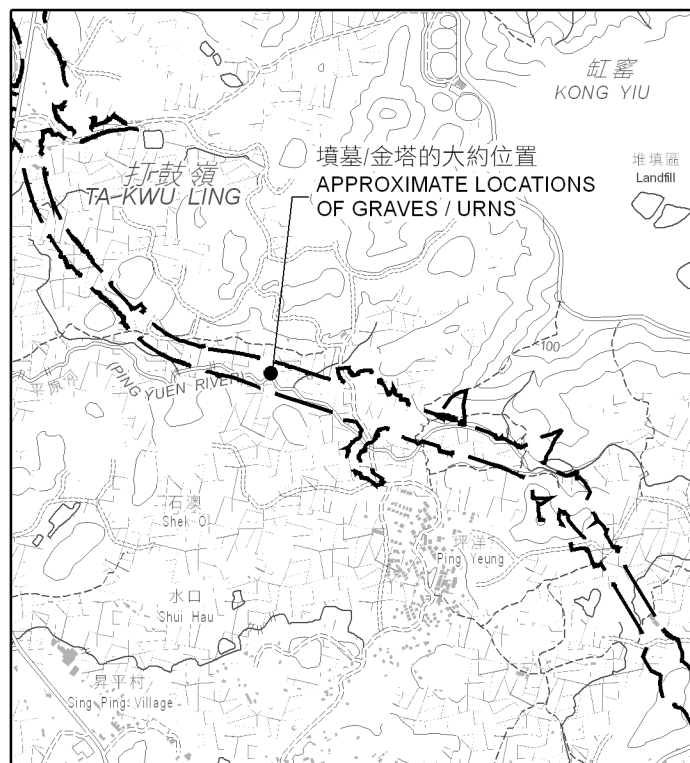 缸窰
KONG YIU
墳墓/金塔的大約位置
APPROXIMATE LOCATIONS
OF GRAVES / URNS
堆填區
Landfill
打鼓嶺
TA-KWU LING
100
平原河
(PING YUEN RIVER)
石澳
Shek O
坪洋
Ping Yeung
水口
Shui Hau
昇平村
Sing Ping Village